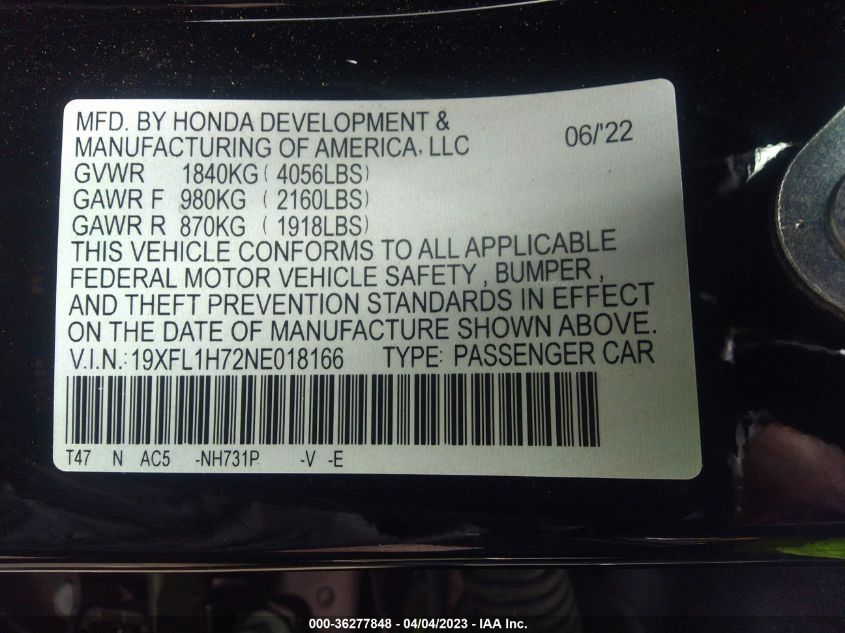 MFD. BY HONDA DEVELOPMENT &
MANUFACTURING OF AMERICA, LLC 06/'22
GVWR 1840KG ( 4056LBS)
GAWR F 980KG ( 2160LBS)
GAWR R 870KG ( 1918LBS)
THIS VEHICLE CONFORMS TO ALL APPLICABLE
FEDERAL MOTOR VEHICLE SAFETY , BUMPER ,
AND THEFT PREVENTION STANDARDS IN EFFECT
ON THE DATE OF MANUFACTURE SHOWN ABOVE.
V.I.N.:19XFL1H72NE018166 TYPE: PASSENGER CAR
T47 N AC5 -NH731P -V -E
000-36277848 - 04/04/2023 - IAA Inc.